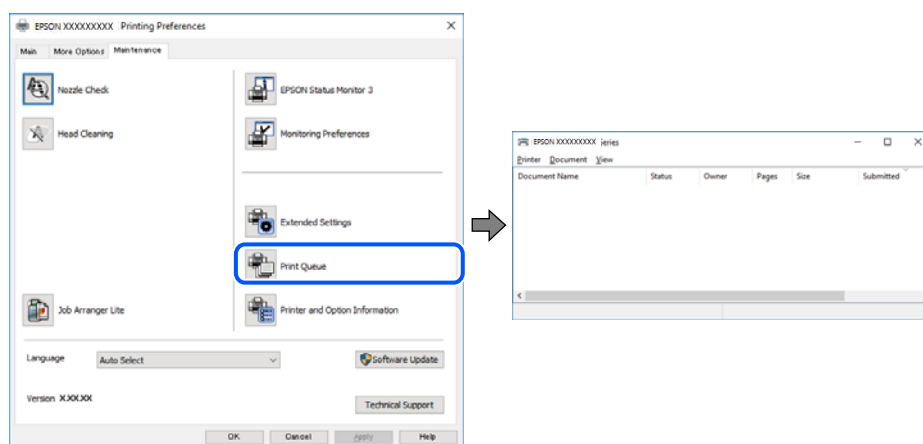 EPSON XXXXXXXXX Printing Preferences
Main More Options Maintenance
Nozzle Check
Head Cleaning
Job Arranger Lite
EPSON Status Monitor 3
Monitoring Preferences
Extended Settings
Print Queue
Printer and Option Information
Language Auto Select
Software Update
Version X.XX.XX
Technical Support
OK Cancel Apply Help
EPSON XXXXXXXXX jeries
Printer Document View
Document Name Status Owner Pages Size Submitted